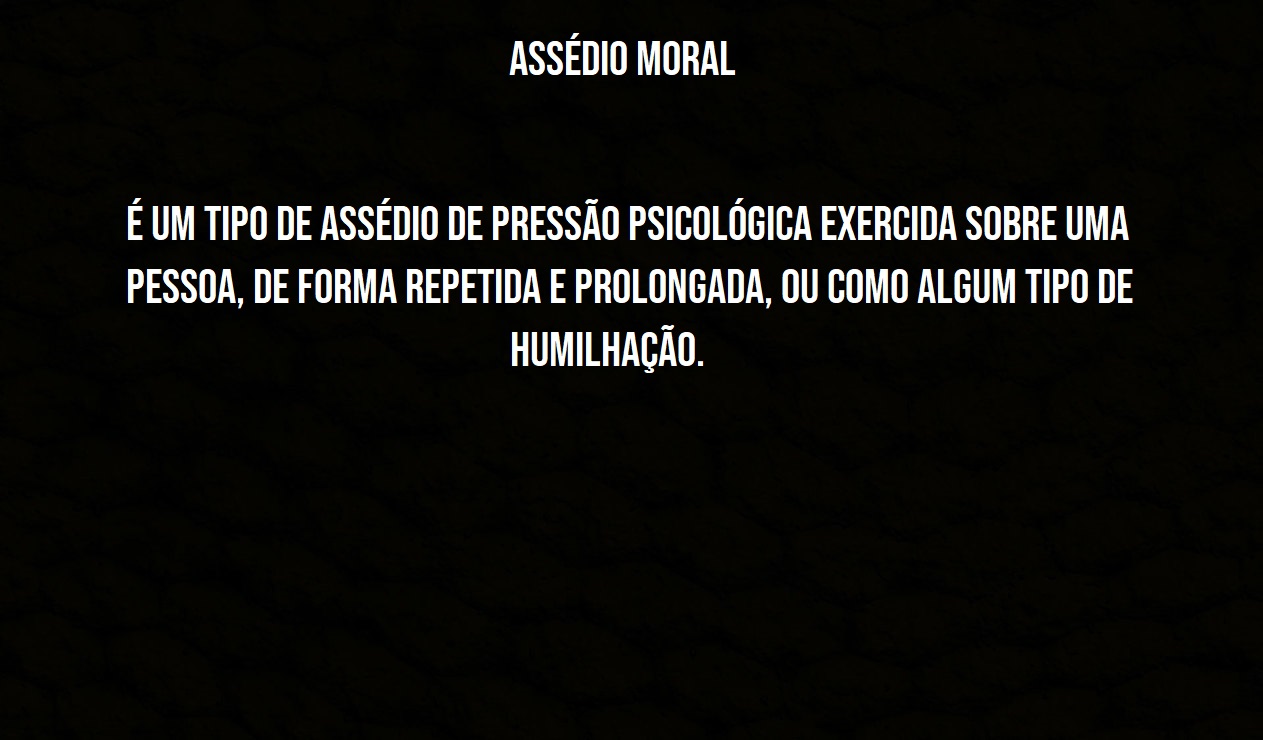 ASSÉDIO MORAL
É UM TIPO DE ASSÉDIO DE PRESSÃO PSICOLÓGICA EXERCIDA SOBRE UMA
PESSOA, DE FORMA REPETIDA E PROLONGADA, OU COMO ALGUM TIPO DE
HUMILHAÇÃO.